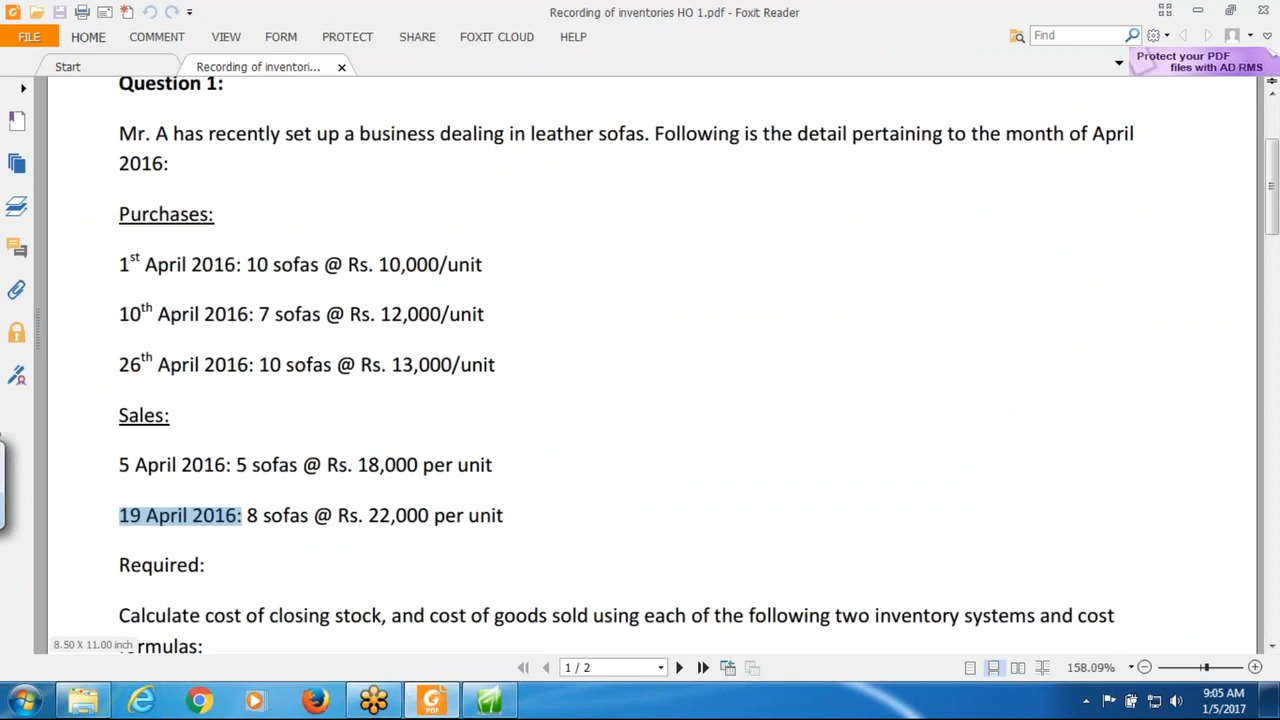 Recording of inventories HO 1.pdf - Foxit Reader
FILE HOME COMMENT VIEW FORM PROTECT SHARE FOXIT CLOUD HELP Find
Start Recording of inventori... Protect your PDF
files with AD RMS
Question 1:
Mr. A has recently set up a business dealing in leather sofas. Following is the detail pertaining to the month of April
2016:
Purchases:
1st April 2016: 10 sofas @ Rs. 10,000/unit
10th April 2016: 7 sofas @ Rs. 12,000/unit
26th April 2016: 10 sofas @ Rs. 13,000/unit
Sales:
5 April 2016: 5 sofas @ Rs. 18,000 per unit
19 April 2016: 8 sofas @ Rs. 22,000 per unit
Required:
Calculate cost of closing stock, and cost of goods sold using each of the following two inventory systems and cost
formulas:
8.50 X 11.00 inch
1 / 2 158.09%
PDF 9:05 AM
1/5/2017